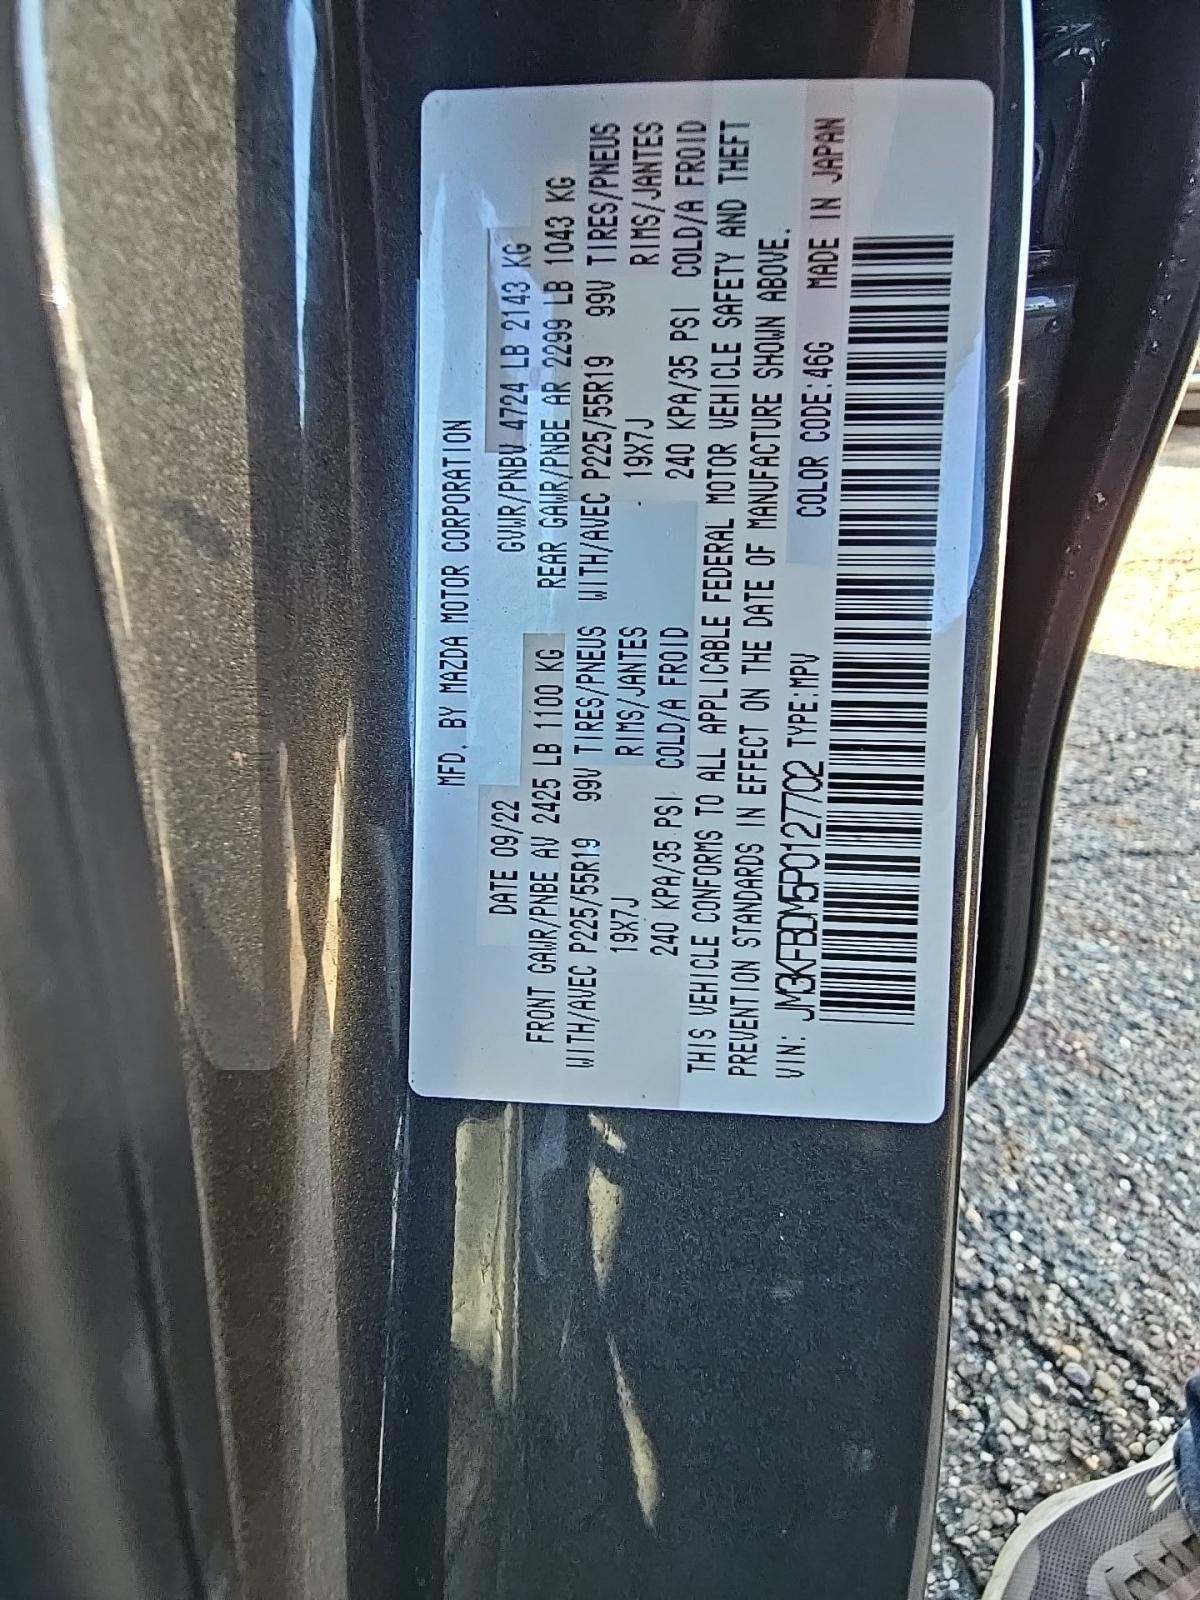 MFD. BY MAZDA MOTOR CORPORATION
DATE 09/22 GVWR/PNBV 4724 LB 2143 KG
FRONT GAWR/PNBE AV 2425 LB 1100 KG REAR GAWR/PNBE AR 2299 LB 1043 KG
WITH/AVEC P225/55R19 99V TIRES/PNEUS WITH/AVEC P225/55R19 99V TIRES/PNEUS
19X7J RIMS/JANTES 19X7J RIMS/JANTES
240 KPA/35 PSI COLD/A FROID 240 KPA/35 PSI COLD/A FROID
THIS VEHICLE CONFORMS TO ALL APPLICABLE FEDERAL MOTOR VEHICLE SAFETY AND THEFT
PREVENTION STANDARDS IN EFFECT ON THE DATE OF MANUFACTURE SHOWN ABOVE.
VIN: JM3KFBDM5P0127702 TYPE:MPV COLOR CODE:46G MADE IN JAPAN